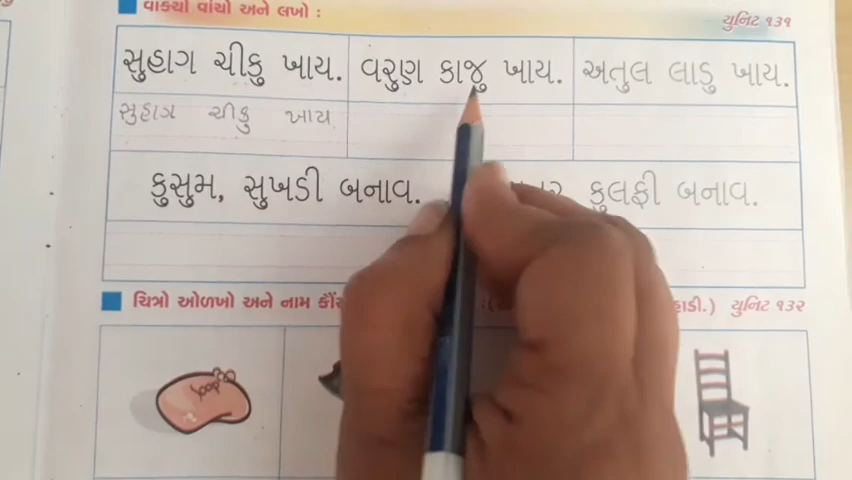 વાક્યો વાંચો અને લખો :
યુનિટ ૧૩૧
સુહાગ ચીકુ ખાય. વરુણ કાજુ ખાય. અતુલ લાડુ ખાય.
સુહાગ ચીકુ ખાય
કુસુમ, સુખડી બનાવ. કુલફી બનાવ.
ચિત્રો ઓળખો અને નામ
યુનિટ ૧૩૨